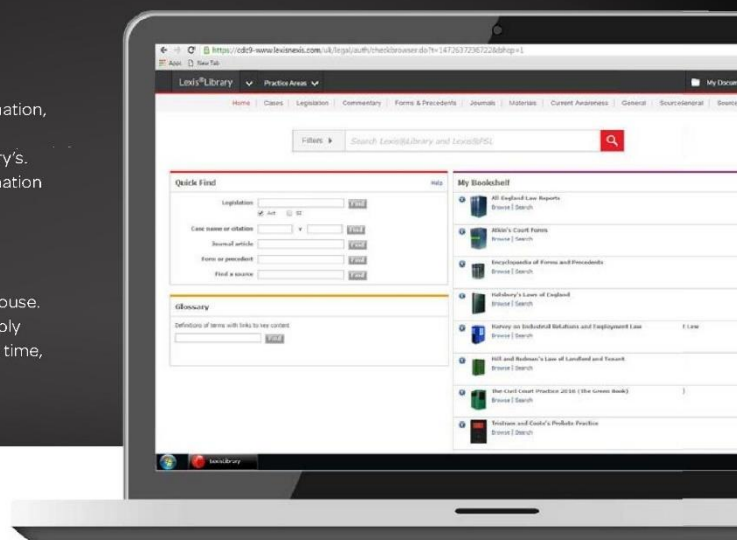 ation,
ry's.
nation
ouse.
ply
time,
https://cdc9-www.lexisnexis.com/uk/legal/auth/checkbrowser.do?t=1472637236722&bhcp=1
Apps New Tab
Lexis®Library Practice Areas My Docum
Home | Cases | Legislation | Commentary | Forms & Precedents | Journals | Materials | Current Awareness | General | Sources
Filters Search Lexis®Library and Lexis®PSL
Quick Find Help
Legislation Find
Act SI
Case name or citation v Find
Journal article Find
Form or precedent Find
Find a source Find
Glossary
Definitions of terms with links to key content
Find
My Bookshelf
All England Law Reports
Browse | Search
Atkin's Court Forms
Browse | Search
Encyclopaedia of Forms and Precedents
Browse | Search
Halsbury's Laws of England
Browse | Search
Harvey on Industrial Relations and Employment Law t Law
Browse | Search
Hill and Redman's Law of Landlord and Tenant
Browse | Search
The Civil Court Practice 2016 (The Green Book) )
Browse | Search
Tristram and Coote's Probate Practice
Browse | Search
LexisLibrary